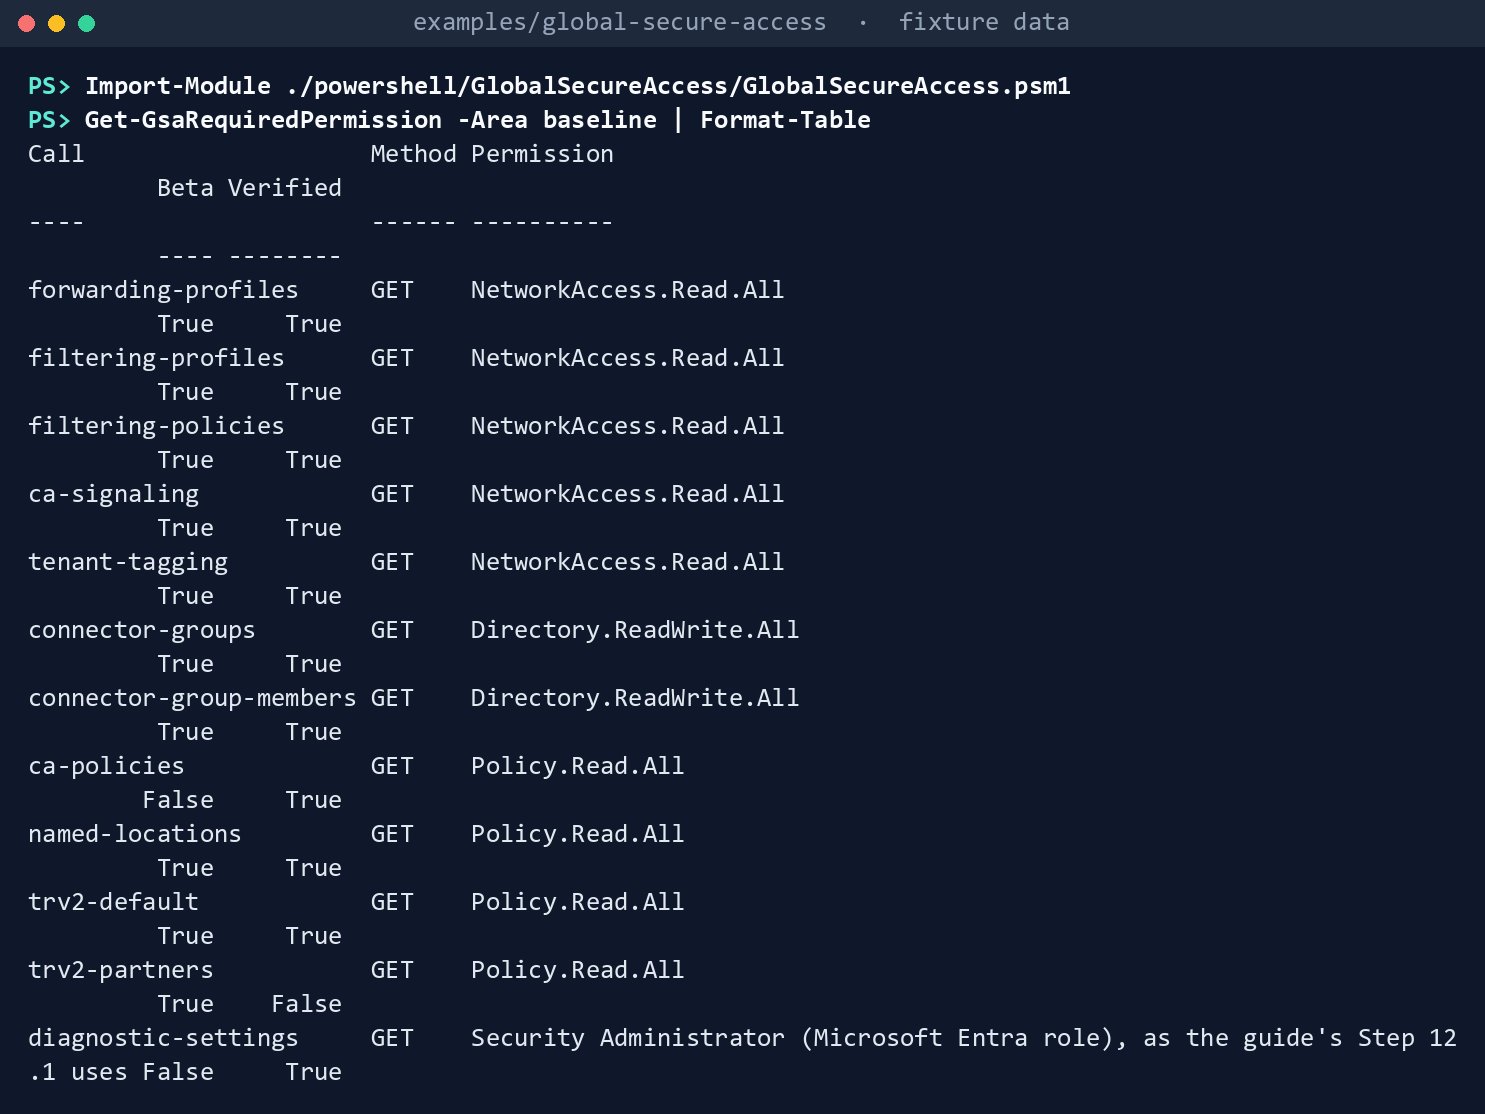 examples/global-secure-access · fixture data
PS> Import-Module ./powershell/GlobalSecureAccess/GlobalSecureAccess.psm1
PS> Get-GsaRequiredPermission -Area baseline | Format-Table
Call                    Method Permission
         Beta Verified
----                    ------ ----------
         ---- --------
forwarding-profiles     GET    NetworkAccess.Read.All
         True     True
filtering-profiles      GET    NetworkAccess.Read.All
         True     True
filtering-policies      GET    NetworkAccess.Read.All
         True     True
ca-signaling            GET    NetworkAccess.Read.All
         True     True
tenant-tagging          GET    NetworkAccess.Read.All
         True     True
connector-groups        GET    Directory.ReadWrite.All
         True     True
connector-group-members GET    Directory.ReadWrite.All
         True     True
ca-policies             GET    Policy.Read.All
        False     True
named-locations         GET    Policy.Read.All
         True     True
trv2-default            GET    Policy.Read.All
         True     True
trv2-partners           GET    Policy.Read.All
         True    False
diagnostic-settings     GET    Security Administrator (Microsoft Entra role), as the guide's Step 12
.1 uses False     True